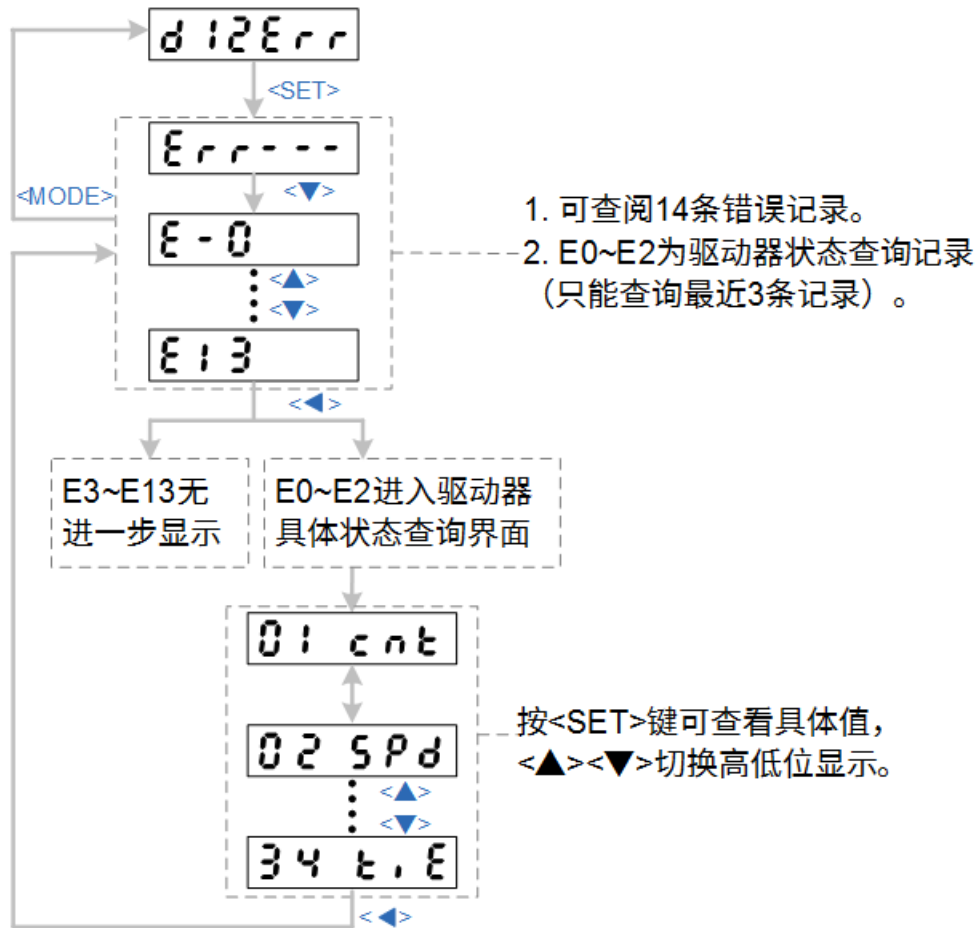 d12Err
<SET>
Err---
<▼>
<MODE>
E-0
<▲>
<▼>
E13
1. 可查阅14条错误记录。
2. E0~E2为驱动器状态查询记录
（只能查询最近3条记录）。
<◀>
E3~E13无
进一步显示
E0~E2进入驱动器
具体状态查询界面
01 cnt
02 SPd
<▲>
<▼>
34 tiE
按<SET>键可查看具体值，
<▲><▼>切换高低位显示。
<◀>